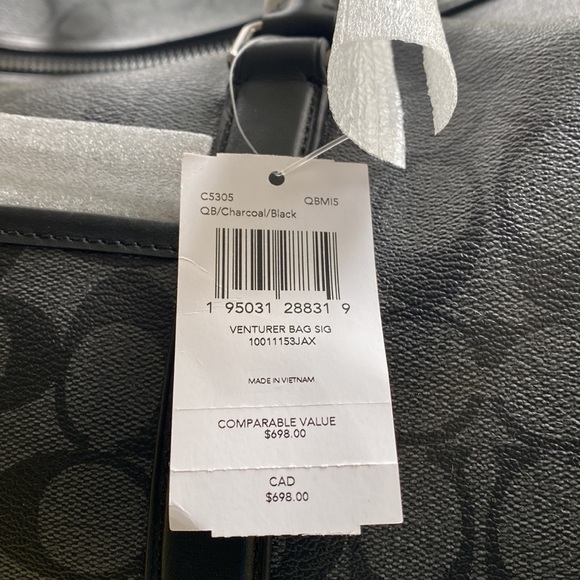 C5305 QBMI5
QB/Charcoal/Black
1 95031 28831 9
VENTURER BAG SIG
10011153JAX
MADE IN VIETNAM
COMPARABLE VALUE
$698.00
CAD
$698.00